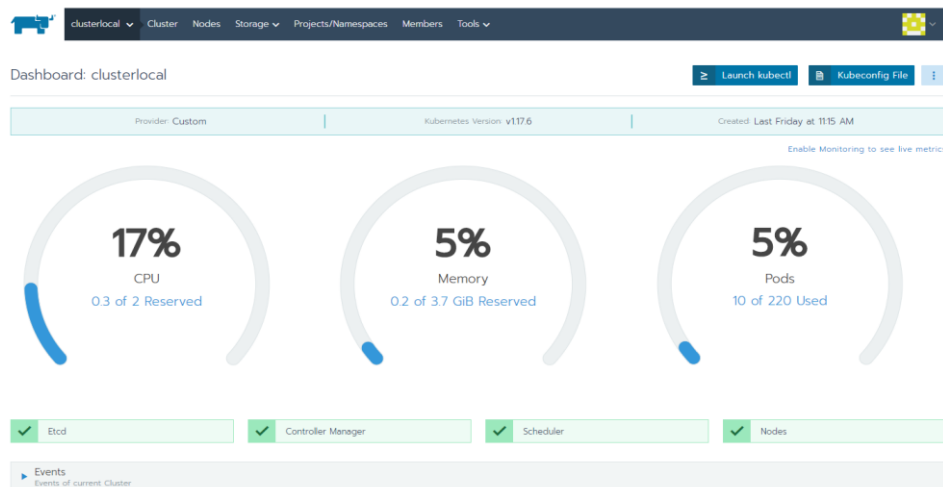 clusterlocal Cluster Nodes Storage Projects/Namespaces Members Tools
Dashboard: clusterlocal
Launch kubectl Kubeconfig File
Provider: Custom Kubernetes Version: v1.17.6 Created: Last Friday at 11:15 AM
Enable Monitoring to see live metric
17% 5% 5%
CPU Memory Pods
0.3 of 2 Reserved 0.2 of 3.7 GiB Reserved 10 of 220 Used
Etcd Controller Manager Scheduler Nodes
Events
Events of current Cluster